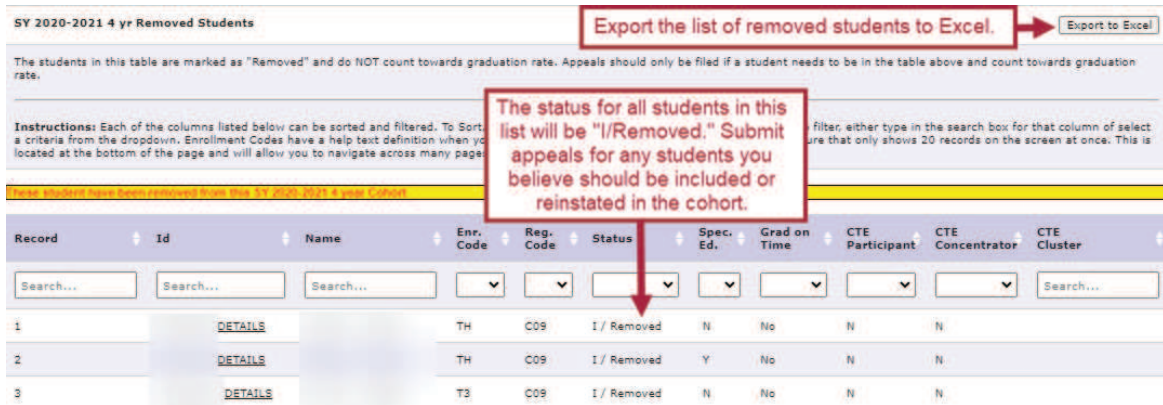 SY 2020-2021 4 yr Removed Students
Export the list of removed students to Excel.
Export to Excel
The students in this table are marked as "Removed" and do NOT count towards graduation rate. Appeals should only be filed if a student needs to be in the table above and count towards graduation
rate.
The status for all students in this
list will be "I/Removed." Submit
appeals for any students you
believe should be included or
reinstated in the cohort.
Instructions: Each of the columns listed below can be sorted and filtered. To Sort, filter, either type in the search box for that column of select
a criteria from the dropdown. Enrollment Codes have a help text definition when that only shows 20 records on the screen at once. This is
located at the bottom of the page and will allow you to navigate across many
These student have been removed from this SY 2020-2021 4 year Cohort
Record Id Name Enr. Code Reg. Code Status Spec. Ed. Grad on Time CTE Participant CTE Concentrator CTE Cluster
Search... Search... Search... Search...
1 DETAILS TH C09 I / Removed N No N N
2 DETAILS TH C09 I / Removed Y No N N
3 DETAILS T3 C09 I / Removed N No N N